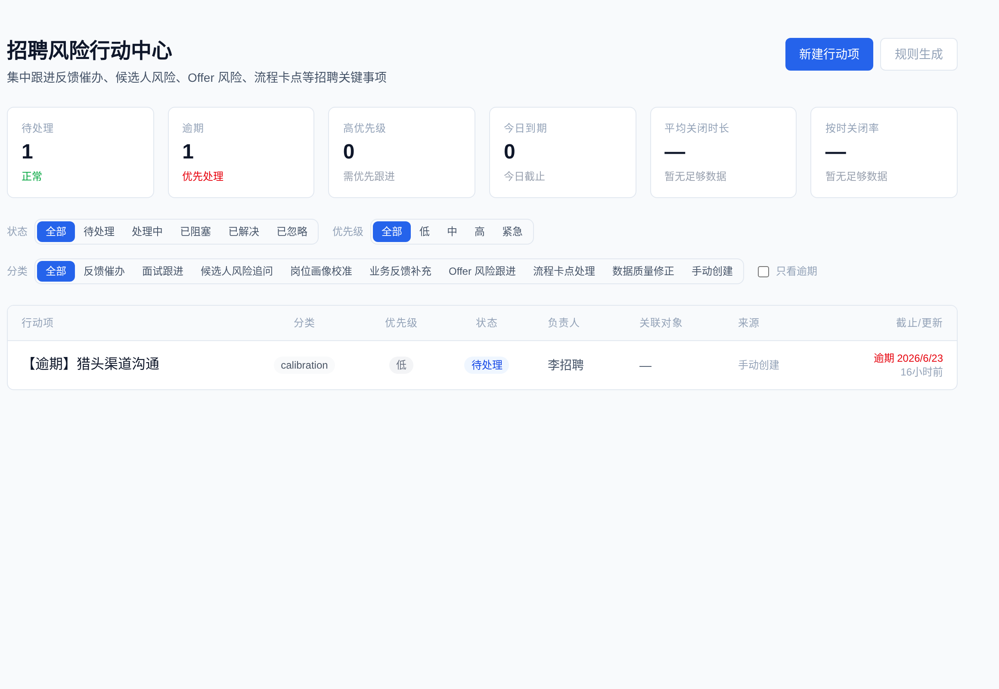 招聘风险行动中心
集中跟进反馈催办、候选人风险、Offer 风险、流程卡点等招聘关键事项
新建行动项 规则生成
待处理 逾期 高优先级 今日到期 平均关闭时长 按时关闭率
1 1 0 0 — —
正常 优先处理 需优先跟进 今日截止 暂无足够数据 暂无足够数据
状态 全部 待处理 处理中 已阻塞 已解决 已忽略 优先级 全部 低 中 高 紧急
分类 全部 反馈催办 面试跟进 候选人风险追问 岗位画像校准 业务反馈补充 Offer 风险跟进 流程卡点处理 数据质量修正 手动创建 只看逾期
行动项 分类 优先级 状态 负责人 关联对象 来源 截止/更新
【逾期】猎头渠道沟通 calibration 低 待处理 李招聘 — 手动创建 逾期 2026/6/23
16小时前